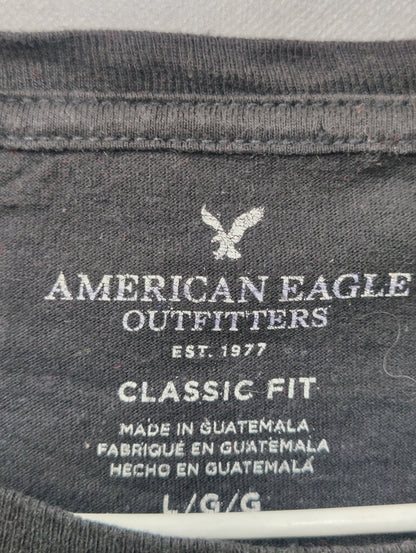 AMERICAN EAGLE
OUTFITTERS
EST. 1977
CLASSIC FIT
MADE IN GUATEMALA
FABRIQUÉ EN GUATEMALA
HECHO EN GUATEMALA
L/G/G